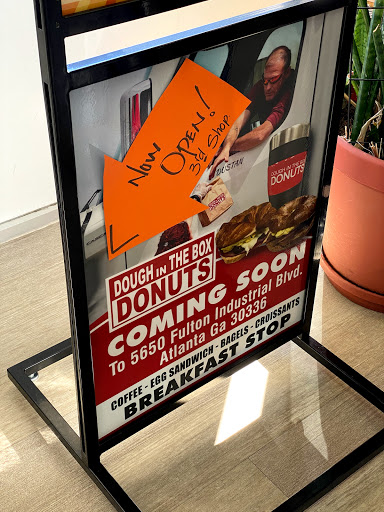 Now
OPEN!
3rd Shop
DUNSTAN
DOUGH IN THE BOX
DONUTS
DOUGH IN THE BOX
DONUTS
COMING SOON
To 5650 Fulton Industrial Blvd.
Atlanta Ga 30336
COFFEE - EGG SANDWICH - BAGELS - CROISSANTS
BREAKFAST STOP